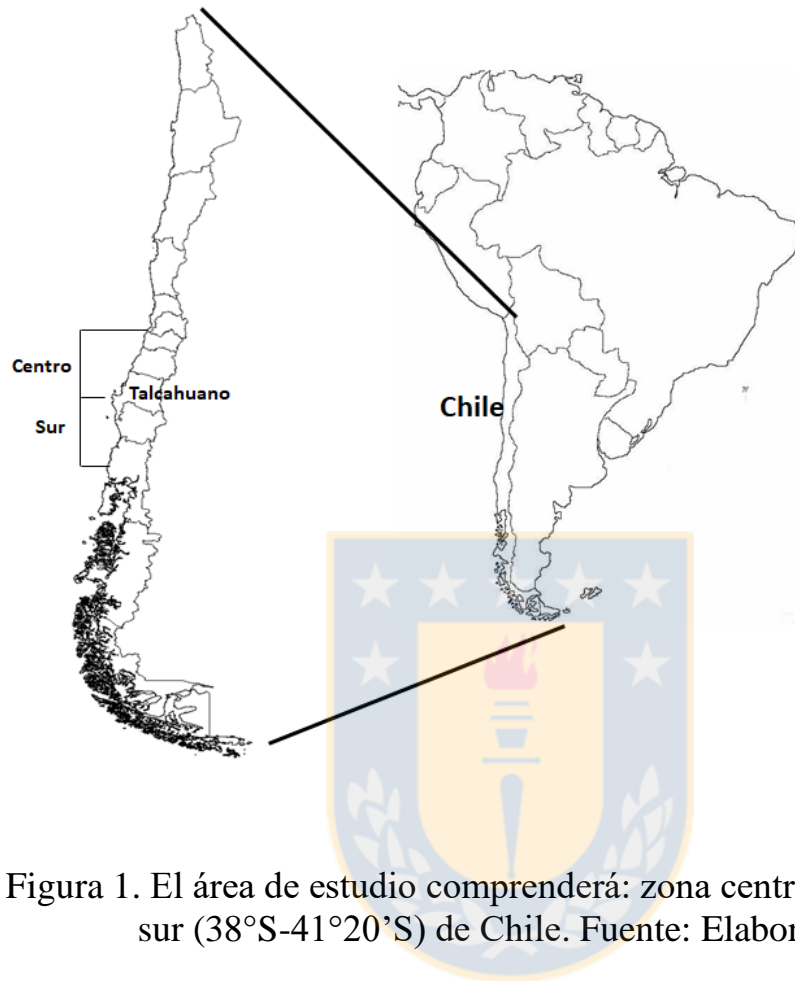 Centro
Talcahuano
Sur
Chile
Figura 1. El área de estudio comprenderá: zona centr
sur (38°S-41°20’S) de Chile. Fuente: Elabor